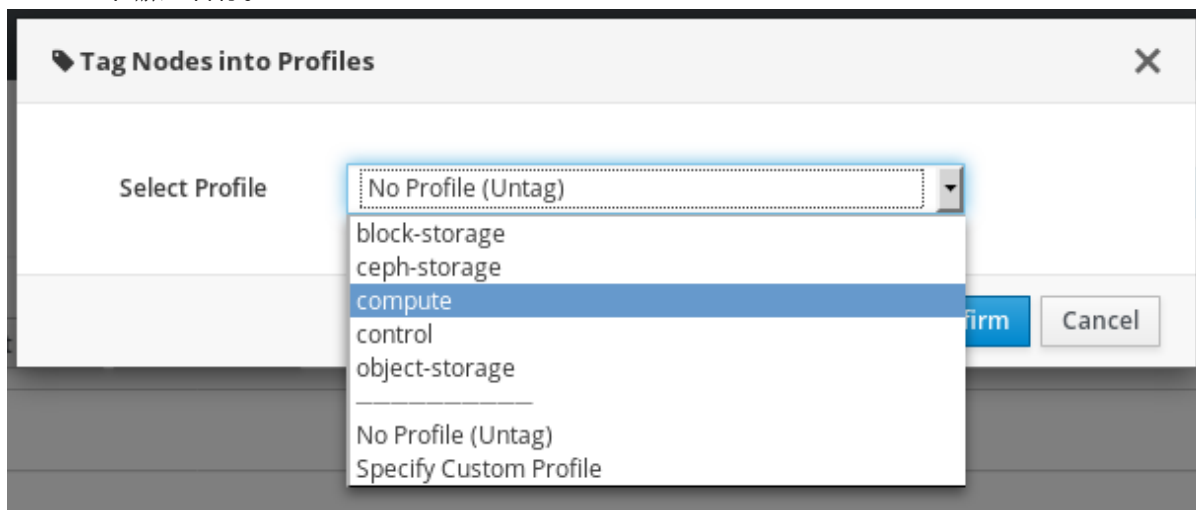 Tag Nodes into Profiles
Select Profile
No Profile (Untag)
block-storage
ceph-storage
compute
control
object-storage
No Profile (Untag)
Specify Custom Profile
Cancel